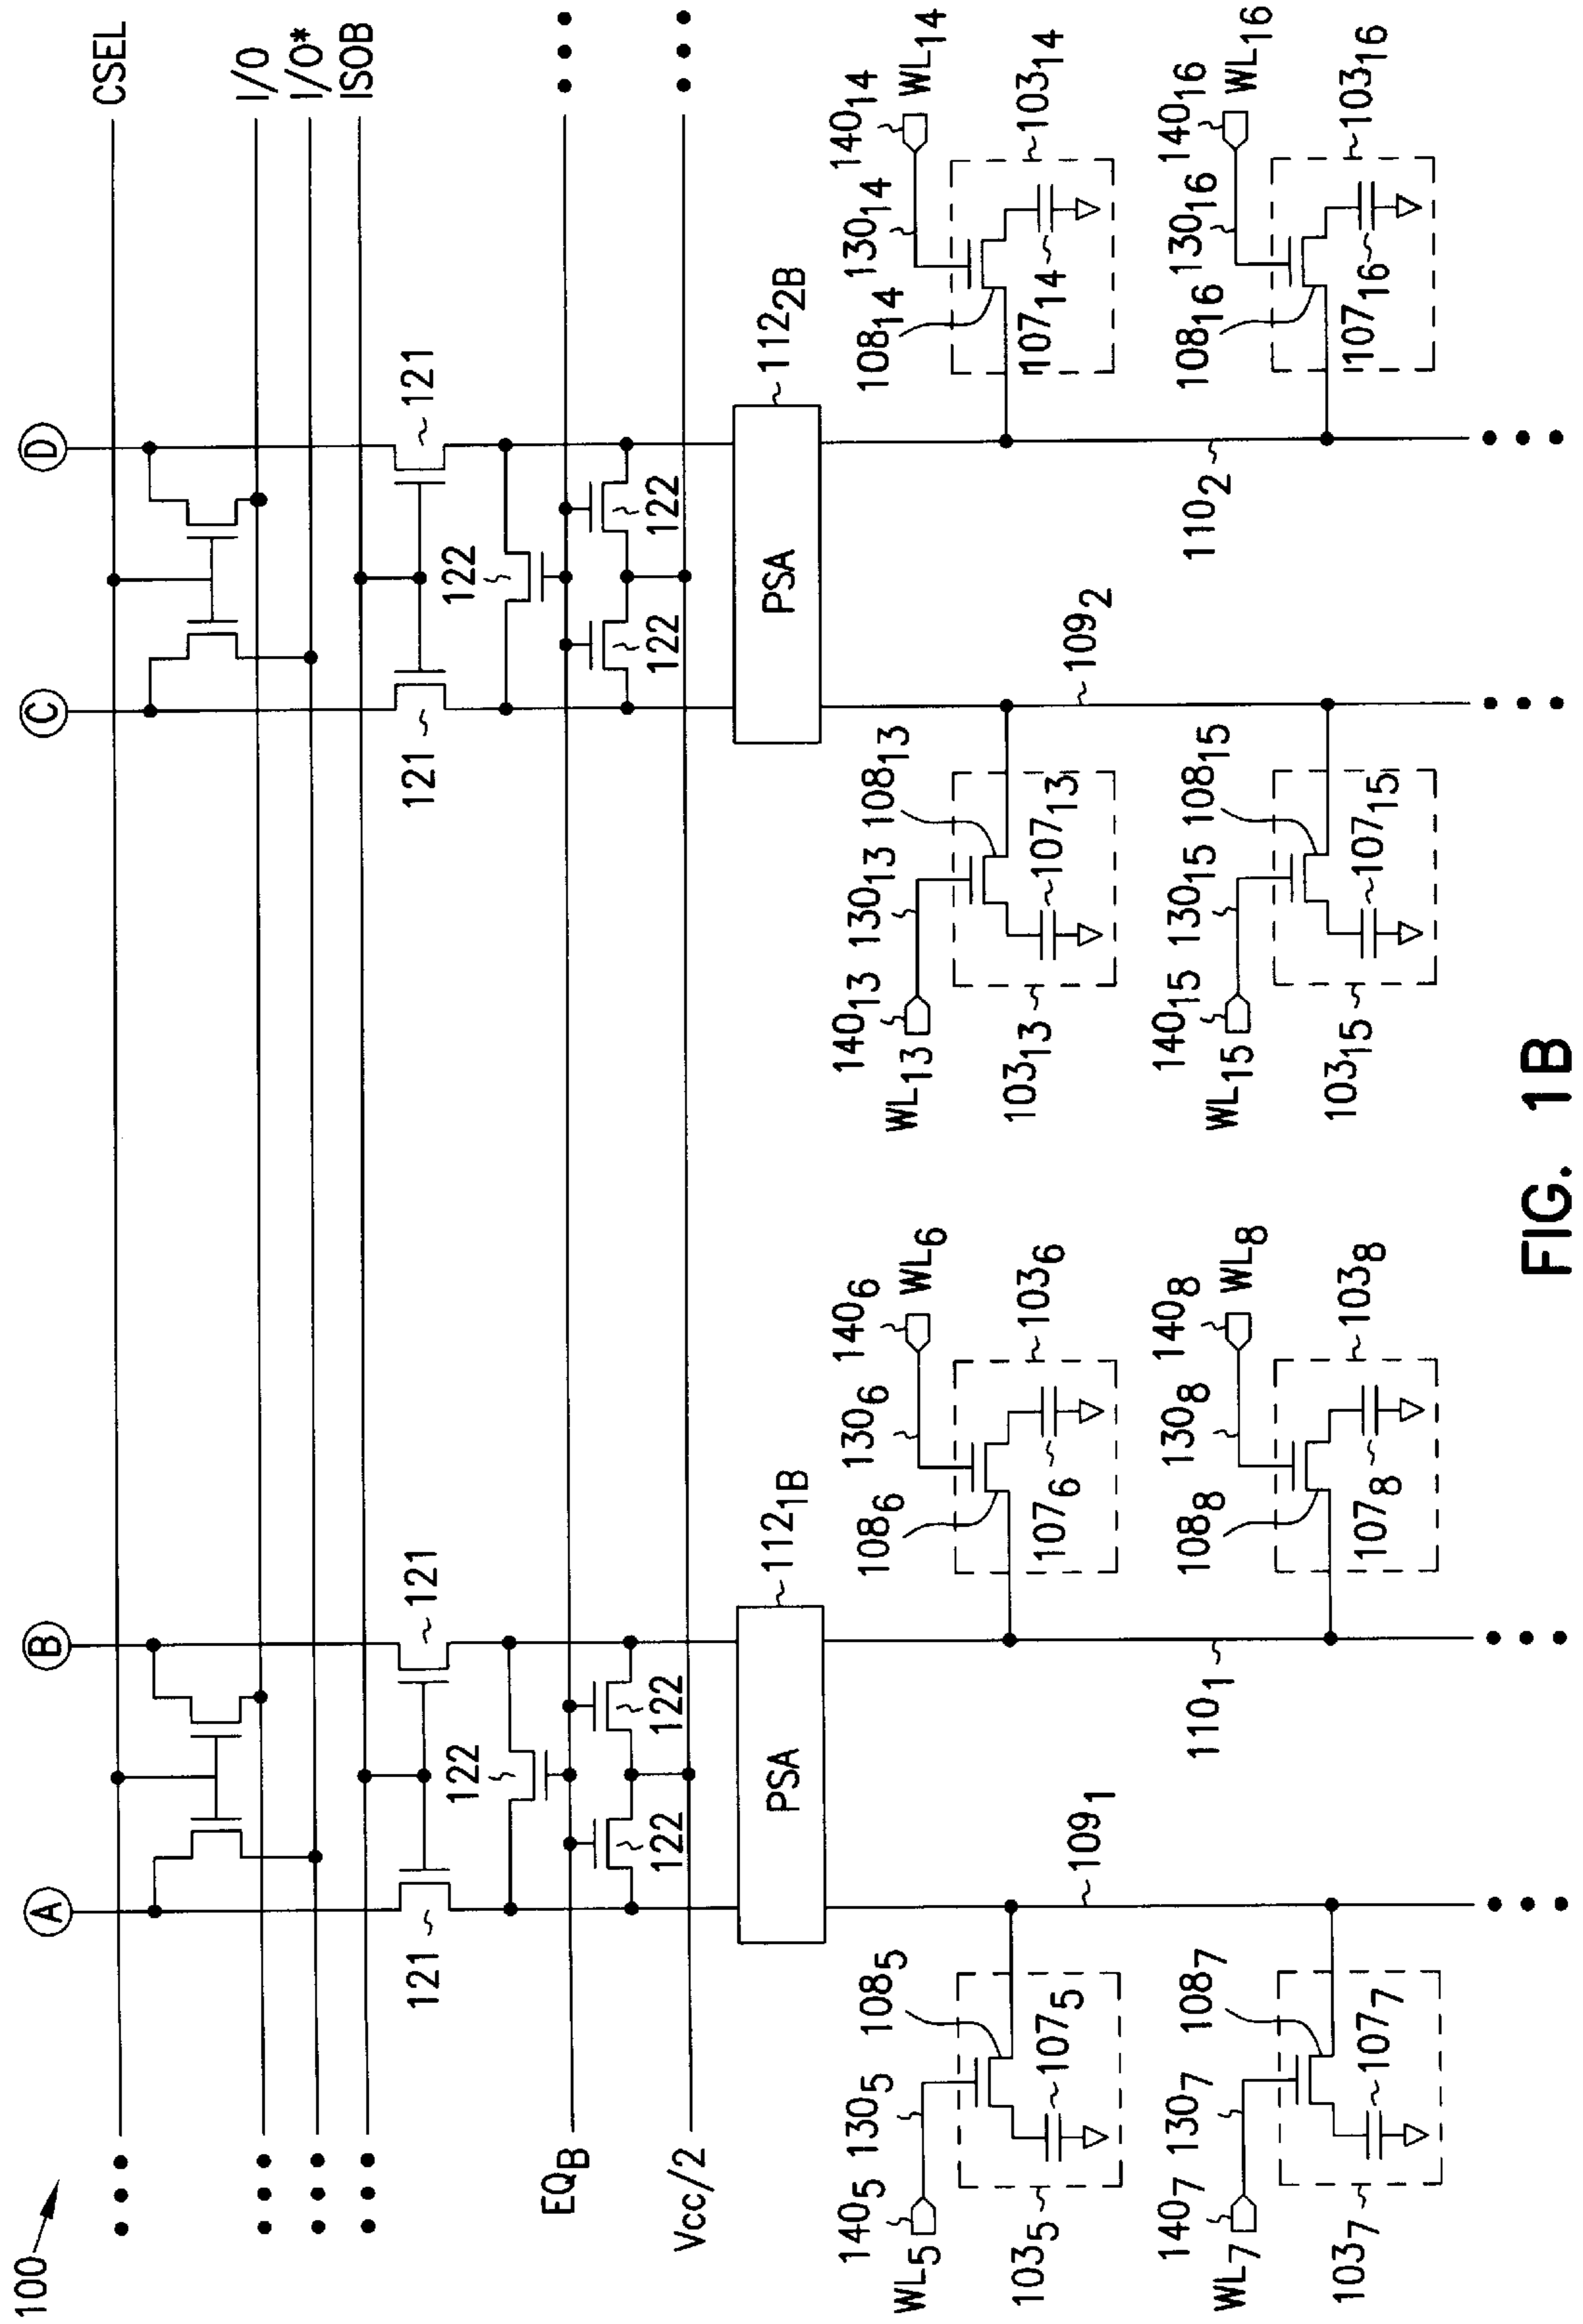 100
CSEL
I/O
I/O*
ISOB
A
B
C
D
121
121
121
121
122
122
EQB
122
122
122
122
Vcc/2
PSA
1121B
PSA
1122B
1405
1305
1085
WL5
1075
1035
1086
1306
1406
WL6
1076
1036
14013
13013
10813
WL13
10713
10313
10814
13014
14014
WL14
10714
10314
1091
1101
1092
1102
1407
1307
1087
WL7
1077
1037
1088
1308
1408
WL8
1078
1038
14015
13015
10815
WL15
10715
10315
10816
13016
14016
WL16
10716
10316
FIG. 1B